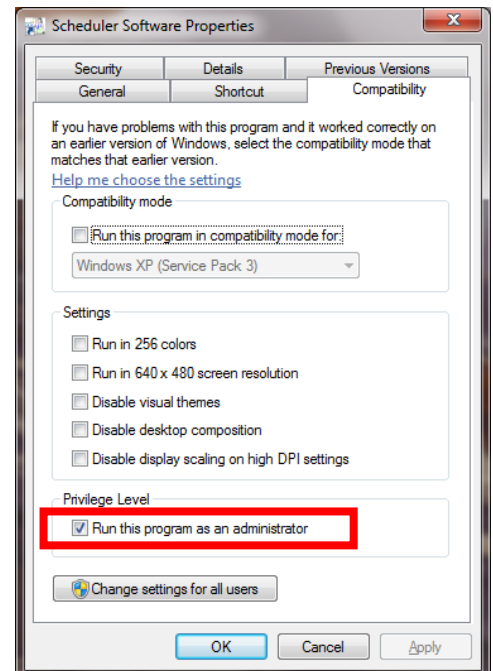 Scheduler Software Properties
Security Details Previous Versions
General Shortcut Compatibility
If you have problems with this program and it worked correctly on
an earlier version of Windows, select the compatibility mode that
matches that earlier version.
Help me choose the settings
Compatibility mode
Run this program in compatibility mode for:
Windows XP (Service Pack 3)
Settings
Run in 256 colors
Run in 640 x 480 screen resolution
Disable visual themes
Disable desktop composition
Disable display scaling on high DPI settings
Privilege Level
Run this program as an administrator
Change settings for all users
OK Cancel Apply